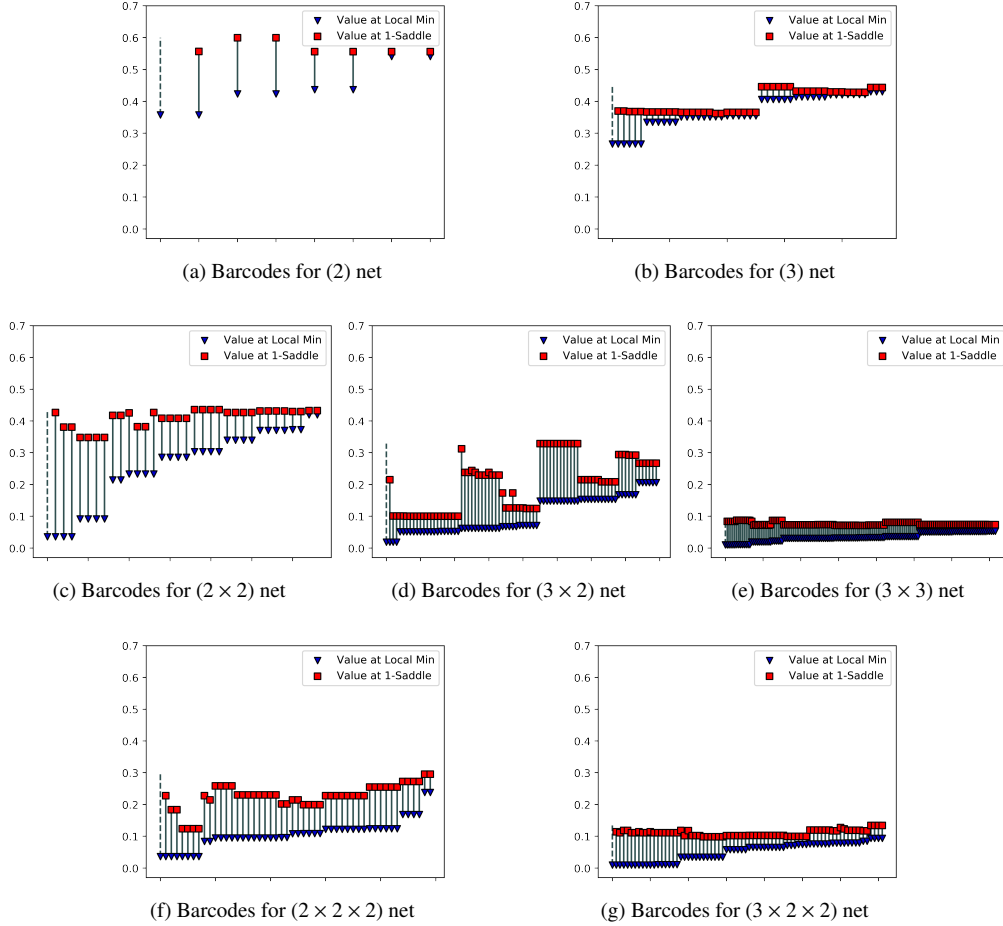 0.7
0.6
0.5
0.4
0.3
0.2
0.1
0.0
Value at Local Min
Value at 1-Saddle
(a) Barcodes for (2) net
0.7
0.6
0.5
0.4
0.3
0.2
0.1
0.0
Value at Local Min
Value at 1-Saddle
(b) Barcodes for (3) net
0.7
0.6
0.5
0.4
0.3
0.2
0.1
0.0
Value at Local Min
Value at 1-Saddle
(c) Barcodes for (2 × 2) net
0.7
0.6
0.5
0.4
0.3
0.2
0.1
0.0
Value at Local Min
Value at 1-Saddle
(d) Barcodes for (3 × 2) net
0.7
0.6
0.5
0.4
0.3
0.2
0.1
0.0
Value at Local Min
Value at 1-Saddle
(e) Barcodes for (3 × 3) net
0.7
0.6
0.5
0.4
0.3
0.2
0.1
0.0
Value at Local Min
Value at 1-Saddle
(f) Barcodes for (2 × 2 × 2) net
0.7
0.6
0.5
0.4
0.3
0.2
0.1
0.0
Value at Local Min
Value at 1-Saddle
(g) Barcodes for (3 × 2 × 2) net